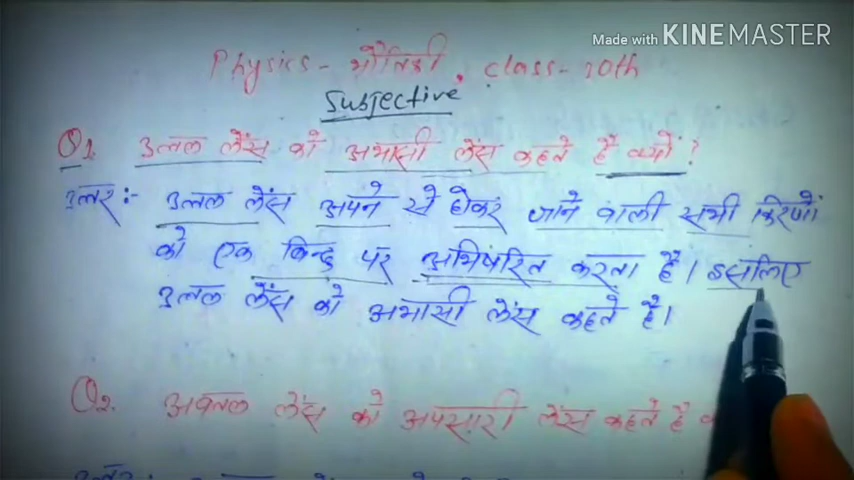 Made with KINEMASTER
Physics - भौतिकी, class-10th
Subjective
Q1. उत्तल लेंस को अभासी लेंस कहते है क्यों?
उत्तर :- उत्तल लेंस अपने से होकर जाने वाली सभी किरणों
को एक बिन्दु पर अभिषरित करता है। इसलिए
उत्तल लेंस को अभासी लेंस कहते है।
Q2. अवतल लेंस को अपसारी लेंस कहते है